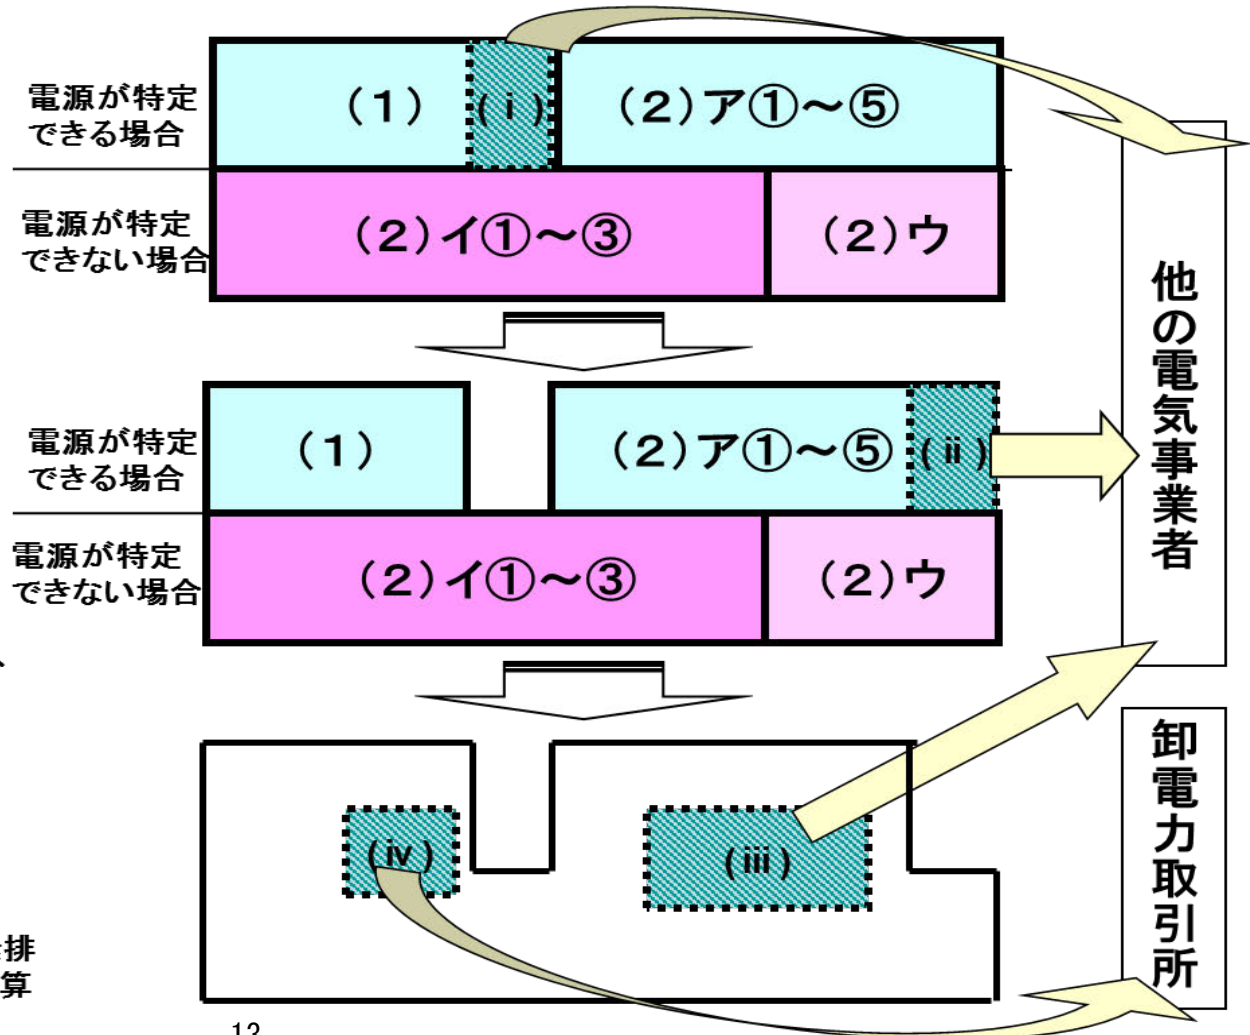 電源が特定
できる場合
（１）
(ⅰ)
（２）ア①～⑤
電源が特定
できない場合
（２）イ①～③
（２）ウ
電源が特定
できる場合
（１）
（２）ア①～⑤
(ⅱ)
電源が特定
できない場合
（２）イ①～③
（２）ウ
、
(ⅳ)
(ⅲ)
他の電気事業者
卸電力取引所
排
算
13